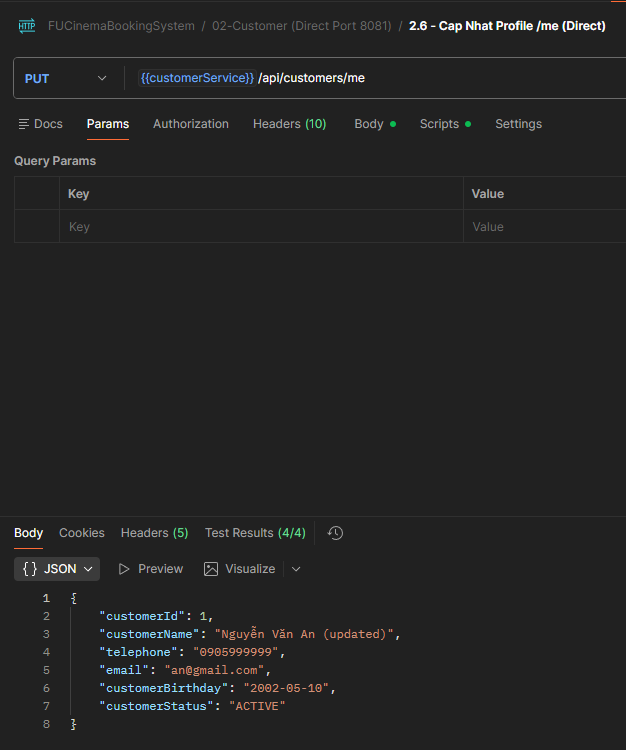 HTTP FUCinemaBookingSystem / 02-Customer (Direct Port 8081) / 2.6 - Cap Nhat Profile /me (Direct)
PUT {{customerService}} /api/customers/me
Docs Params Authorization Headers (10) Body Scripts Settings
Query Params
Key Value
Key Value
Body Cookies Headers (5) Test Results (4/4)
{} JSON Preview Visualize
1 {
2 "customerId": 1,
3 "customerName": "Nguyễn Văn An (updated)",
4 "telephone": "0905999999",
5 "email": "an@gmail.com",
6 "customerBirthday": "2002-05-10",
7 "customerStatus": "ACTIVE"
8 }